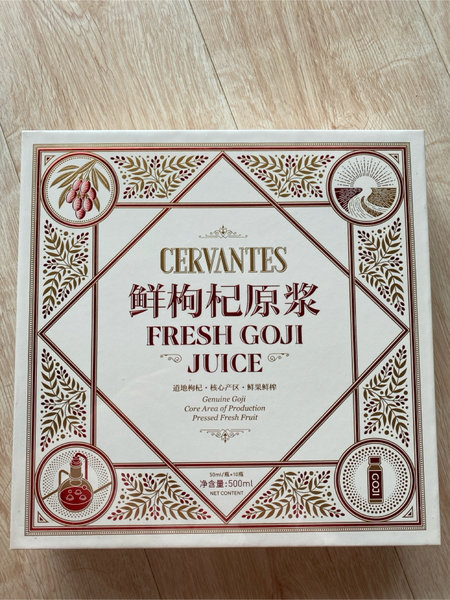 CERVANTES
鲜枸杞原浆
FRESH GOJI
JUICE
道地枸杞·核心产区·鲜果鲜榨
Genuine Goji
Core Area of Production
Pressed Fresh Fruit
50ml/瓶*10瓶
净含量:500ml
NET CONTENT
GOJI